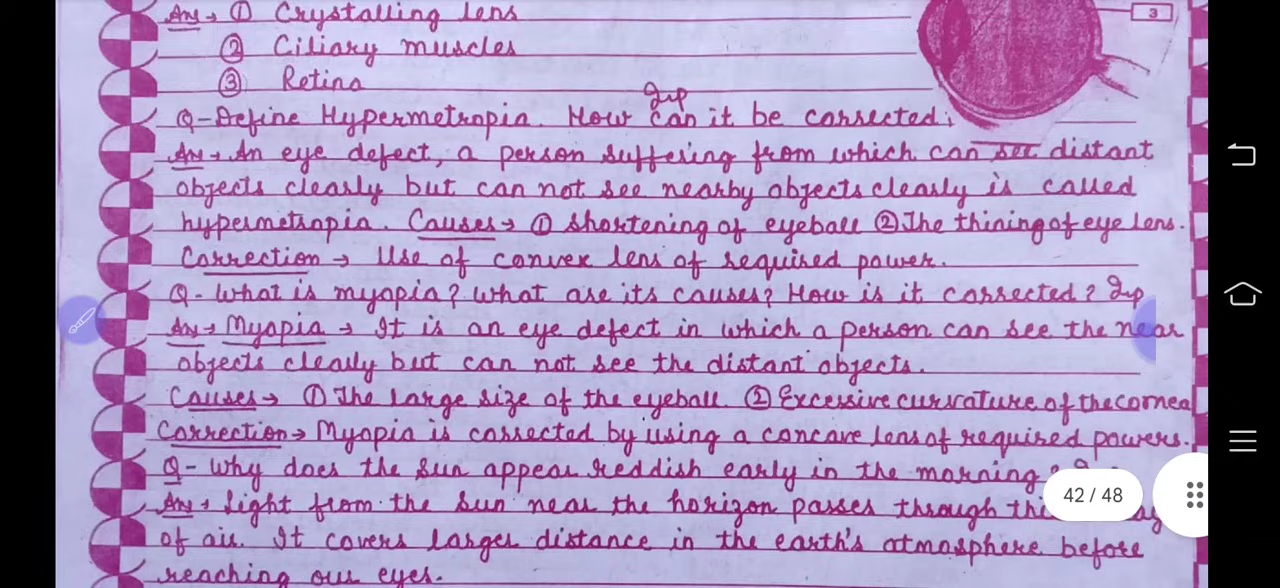 Ans → ① Crystalling lens
3
② Ciliary muscles
③ Retina
Imp
Q- Define Hypermetropia. How can it be corrected.
Ans → An eye defect, a person suffering from which can see distant
objects clearly but can not see nearby objects clearly is called
hypermetropia. Causes → ① shortening of eyeball ② The thining of eye lens.
Correction → Use of convex lens of required power.
Q- What is myopia? What are its causes? How is it corrected? Imp
Ans → Myopia → It is an eye defect in which a person can see the near
objects clearly but can not see the distant objects.
Causes → ① The large size of the eyeball ② Excessive curvature of the cornea
Correction → Myopia is corrected by using a concave lens of required powers.
Q- Why does the Sun appear reddish early in the morning?
42 / 48
Ans → Light from the Sun near the horizon passes through
of air. It covers larger distance in the earth's atmosphere before
reaching our eyes.